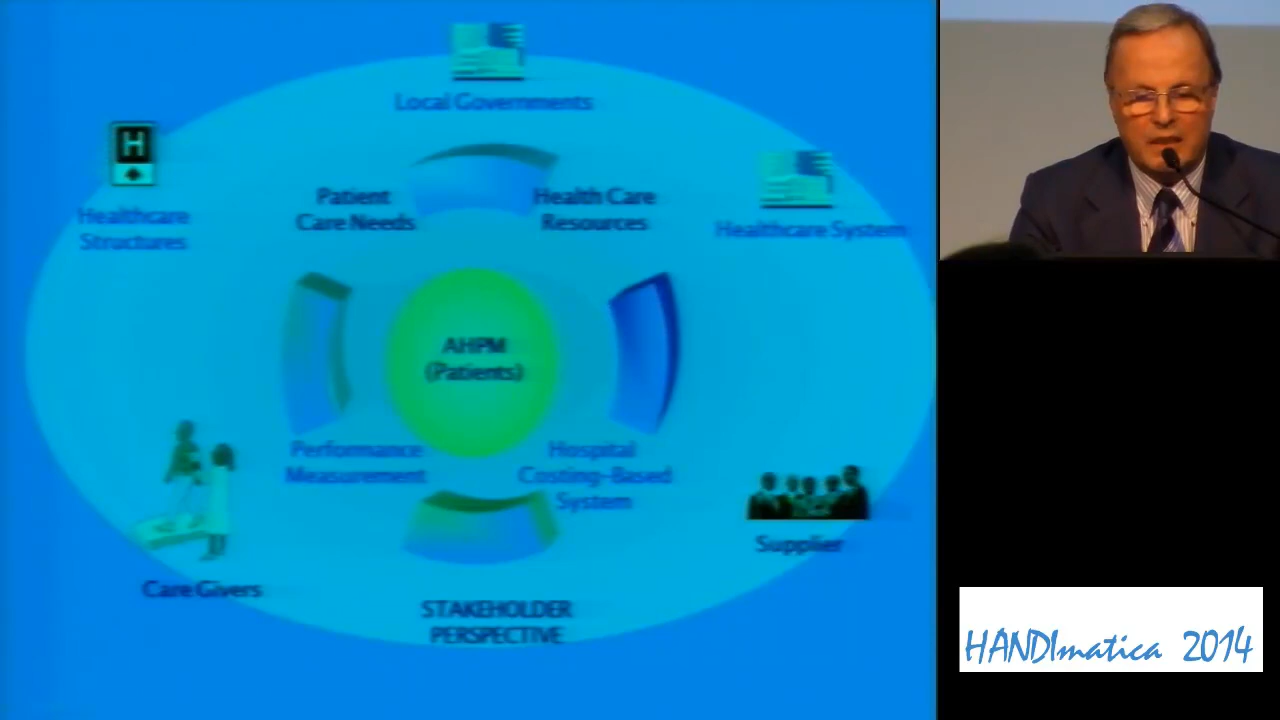 Local Governments
H
Healthcare
Structures
Patient
Care Needs
Health Care
Resources
Healthcare System
AHPM
(Patients)
Performance
Measurement
Hospital
Costing-Based
System
Supplier
Care Givers
STAKEHOLDER
PERSPECTIVE
HANDImatica 2014